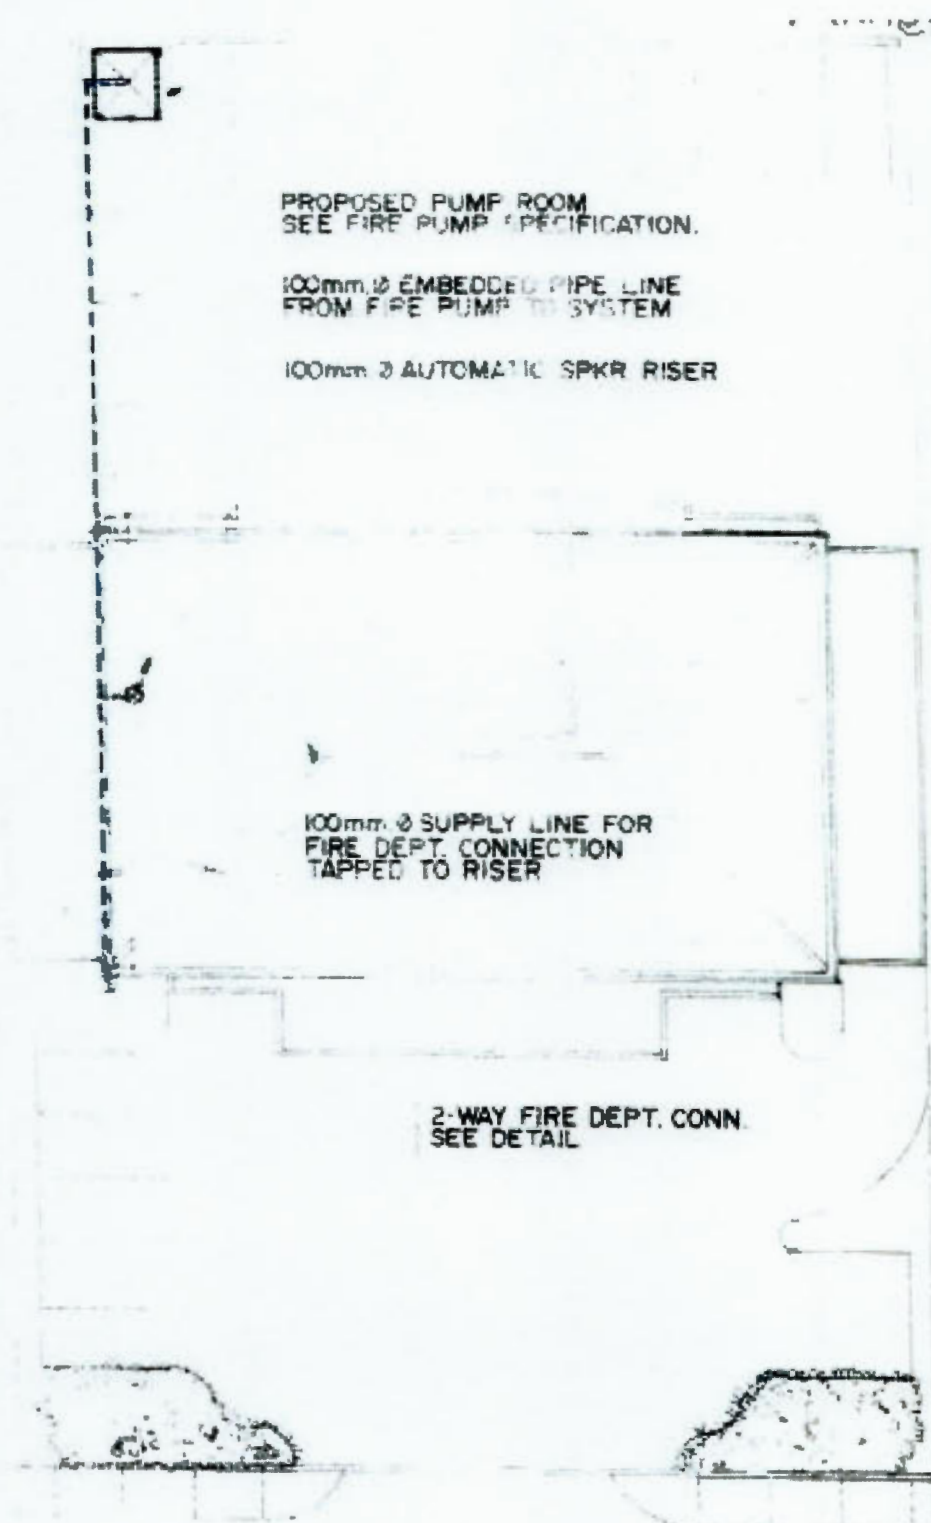 PROPOSED PUMP ROOM
SEE FIRE PUMP SPECIFICATION.
100mm Ø EMBEDDED PIPE LINE
FROM FIRE PUMP TO SYSTEM
100mm Ø AUTOMATIC SPKR RISER
100mm Ø SUPPLY LINE FOR
FIRE DEPT. CONNECTION
TAPPED TO RISER
2-WAY FIRE DEPT. CONN.
SEE DETAIL